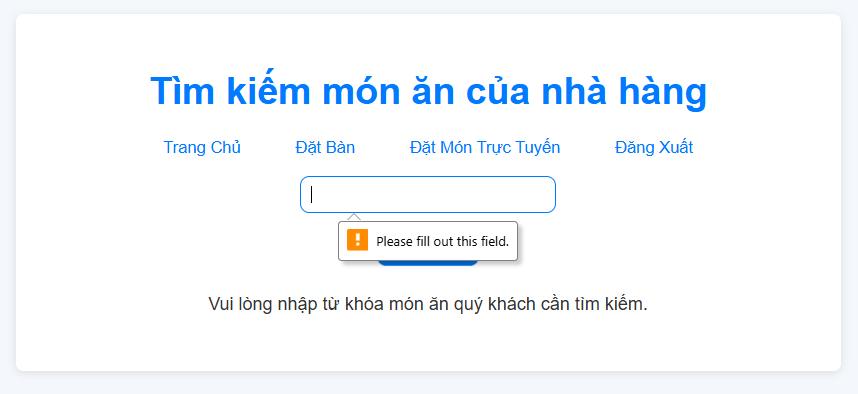 Tìm kiếm món ăn của nhà hàng
Trang Chủ Đặt Bàn Đặt Món Trực Tuyến Đăng Xuất
Please fill out this field.
Vui lòng nhập từ khóa món ăn quý khách cần tìm kiếm.